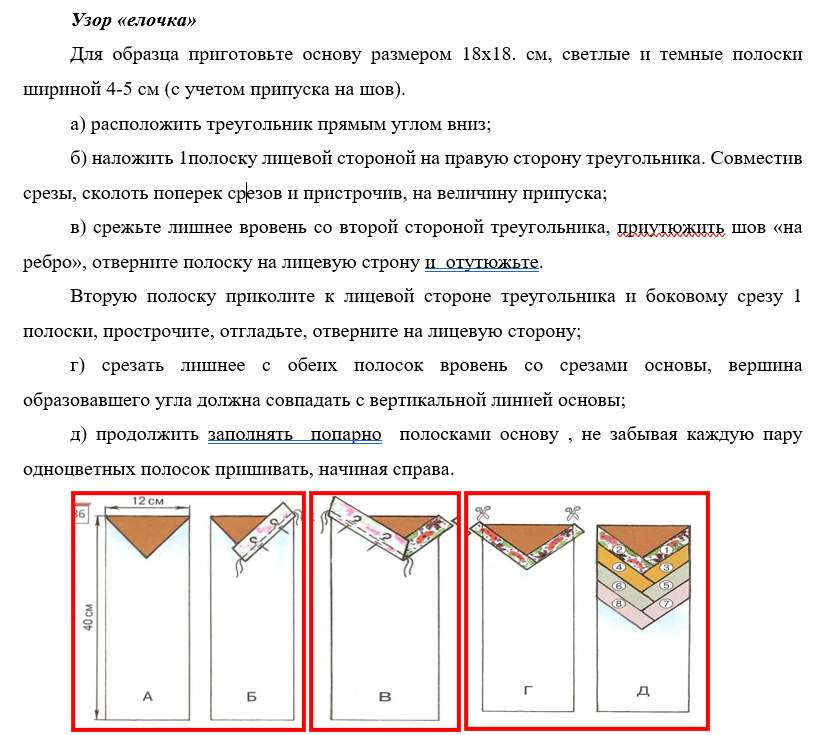 Узор «елочка»
Для образца приготовьте основу размером 18х18. см, светлые и темные полоски
шириной 4-5 см (с учетом припуска на шов).
а) расположить треугольник прямым углом вниз;
б) наложить 1полоску лицевой стороной на правую сторону треугольника. Совместив
срезы, сколоть поперек срезов и пристрочив, на величину припуска;
в) срежьте лишнее вровень со второй стороной треугольника, приутюжить шов «на
ребро», отверните полоску на лицевую строну и отутюжьте.
Вторую полоску приколите к лицевой стороне треугольника и боковому срезу 1
полоски, прострочите, отгладьте, отверните на лицевую сторону;
г) срезать лишнее с обеих полосок вровень со срезами основы, вершина
образовавшего угла должна совпадать с вертикальной линией основы;
д) продолжить заполнять попарно полосками основу , не забывая каждую пару
одноцветных полосок пришивать, начиная справа.
36 12 см
40 см
2 1
4 3
6 5
8 7
А Б В Г Д